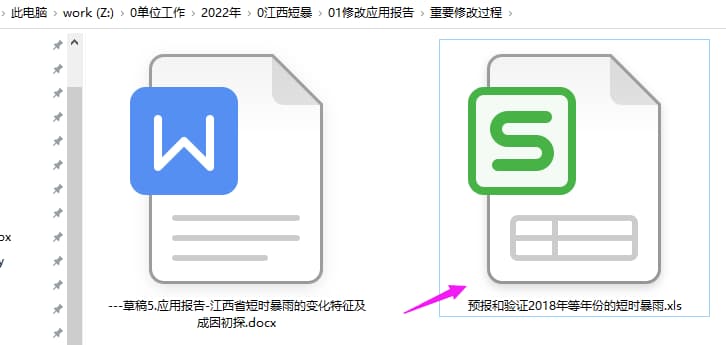 › 此电脑 › work (Z:) › 0单位工作 › 2022年 › 0江西短暴 › 01修改应用报告 › 重要修改过程 ›
W
S
ox
y
---草稿5.应用报告-江西省短时暴雨的变化特征及
成因初探.docx
预报和验证2018年等年份的短时暴雨.xls